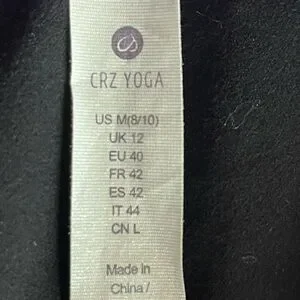 CRZ YOGA
US M(8/10)
UK 12
EU 40
FR 42
ES 42
IT 44
CN L
Made in
China /